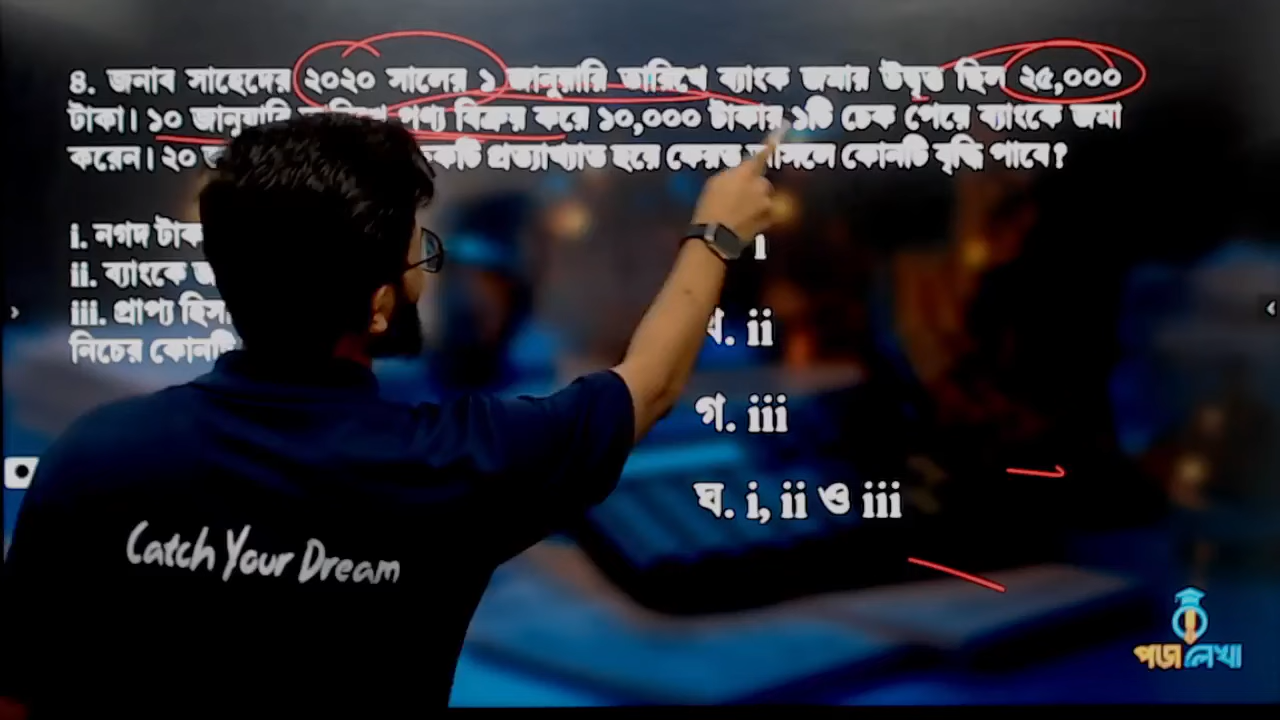 ৪. জনাব সাহেদের ২০২০ সালের ১ জানুয়ারি তারিখে ব্যাংক জমার উদ্বৃত্ত ছিল ২৫,০০০
টাকা। ১০ জানুয়ারি পণ্য বিক্রয় করে ১০,০০০ টাকার ১টি চেক পেয়ে ব্যাংকে জমা
করেন। ২০ প্রত্যাখ্যাত হয়ে ফেরত আসলে কোনটি বৃদ্ধি পাবে?
i. নগদ
ii. ব্যাংকে
iii. প্রাপ্য
নিচের কোনটি
i
খ. ii
গ. iii
ঘ. i, ii ও iii
Catch Your Dream
পড়ালেখা